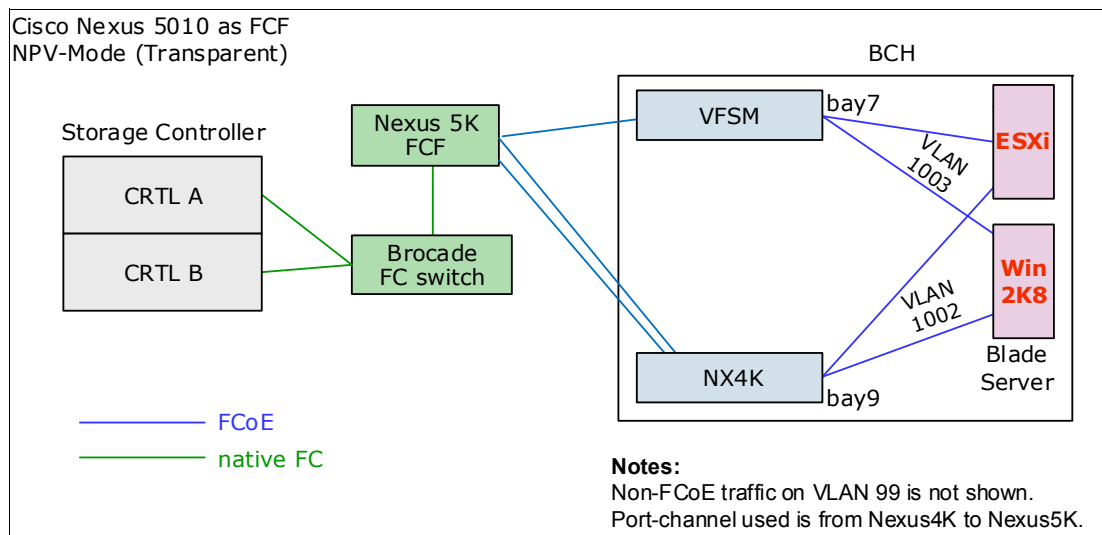 Cisco Nexus 5010 as FCF
NPV-Mode (Transparent)
BCH
Storage Controller
CRTL A
CRTL B
Nexus 5K
FCF
Brocade
FC switch
VFSM
bay7
VLAN
1003
ESXi
Win
2K8
VLAN
1002
NX4K
bay9
Blade
Server
FCoE
native FC
Notes:
Non-FCoE traffic on VLAN 99 is not shown.
Port-channel used is from Nexus4K to Nexus5K.